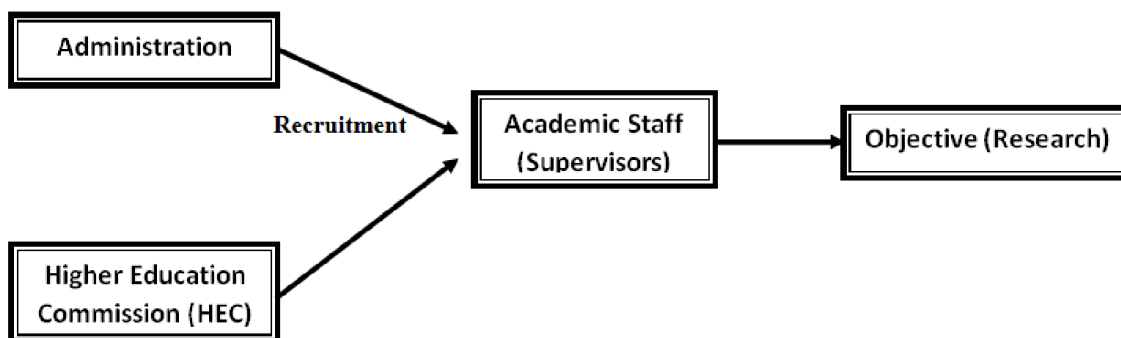 Administration
Recruitment
Academic Staff
(Supervisors)
Objective (Research)
Higher Education
Commission (HEC)